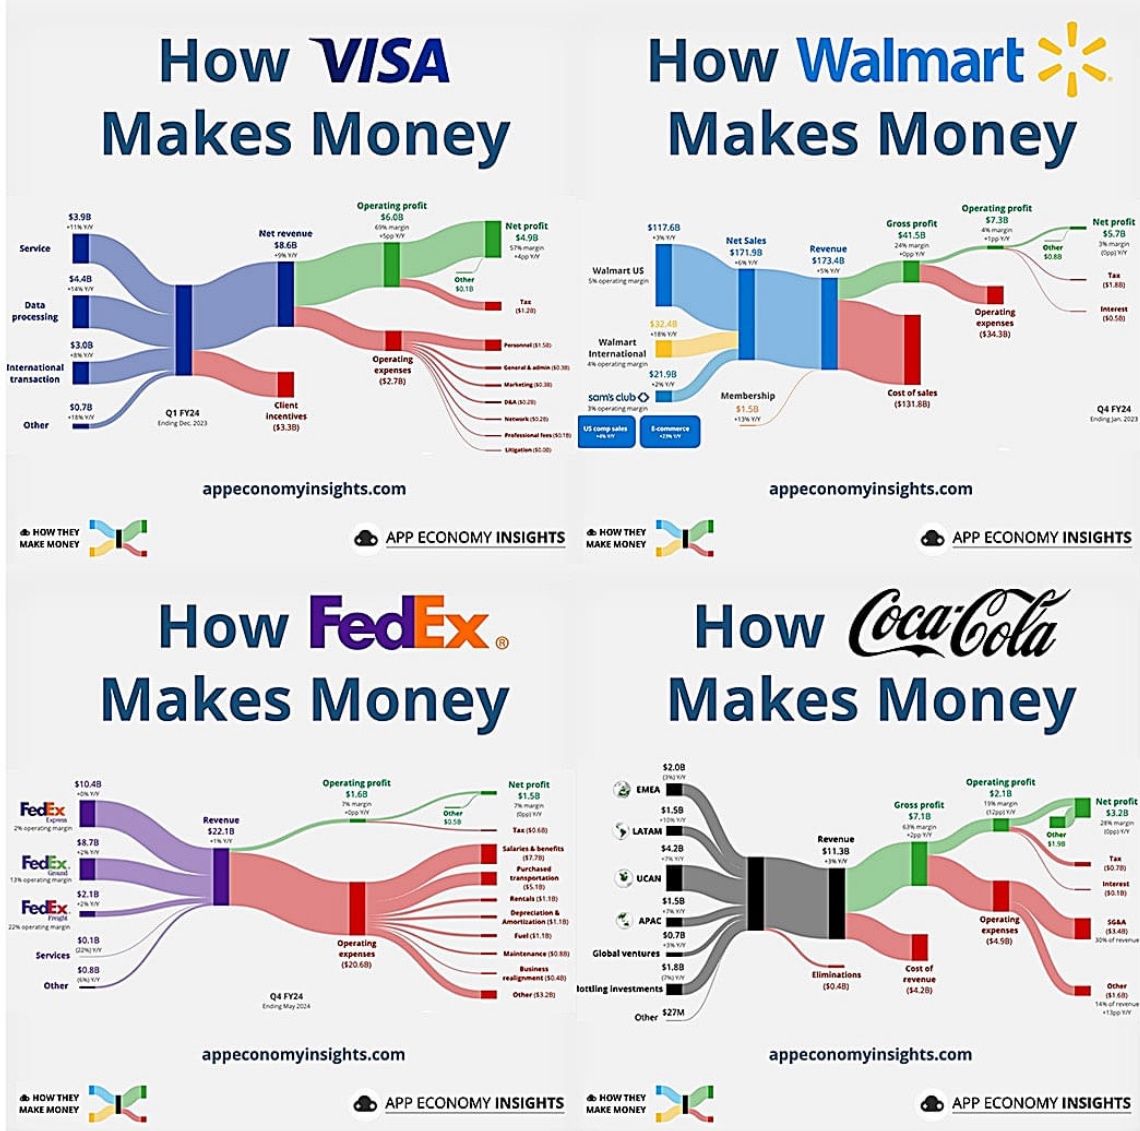 How VISA
Makes Money
$3.9B
+11% Y/Y
Service
$4.4B
+14% Y/Y
Data
processing
$3.0B
+8% Y/Y
International
transaction
$0.7B
+18% Y/Y
Other
Q1 FY24
Ending Dec. 2023
Net revenue
$8.6B
+9% Y/Y
Client
incentives
($3.3B)
Operating profit
$6.0B
69% margin
+5pp Y/Y
Net profit
$4.9B
57% margin
+4pp Y/Y
Other
$0.1B
Tax
($1.2B)
Operating
expenses
($2.7B)
Personnel ($1.5B)
General & admin ($0.3B)
Marketing ($0.3B)
D&A ($0.2B)
Network ($0.2B)
Professional fees ($0.1B)
Litigation ($0.0B)
appeconomyinsights.com
HOW THEY
MAKE MONEY
APP ECONOMY INSIGHTS
How Walmart
Makes Money
$117.6B
+3% Y/Y
Walmart US
5% operating margin
$32.4B
+18% Y/Y
Walmart
International
4% operating margin
$21.9B
+2% Y/Y
sam's club
3% operating margin
US comp sales
+4% Y/Y
E-commerce
+23% Y/Y
Net Sales
$171.9B
+6% Y/Y
Membership
$1.5B
+13% Y/Y
Revenue
$173.4B
+5% Y/Y
Gross profit
$41.5B
24% margin
+0pp Y/Y
Cost of sales
($131.8B)
Operating profit
$7.3B
4% margin
+1pp Y/Y
Operating
expenses
($34.3B)
Net profit
$5.7B
3% margin
(0pp) Y/Y
Other
$0.8B
Tax
($1.8B)
Interest
($0.5B)
Q4 FY24
Ending Jan. 2023
appeconomyinsights.com
HOW THEY
MAKE MONEY
APP ECONOMY INSIGHTS
How FedEx ®
Makes Money
$10.4B
+0% Y/Y
FedEx
Express
2% operating margin
$8.7B
+2% Y/Y
FedEx
Ground
13% operating margin
$2.1B
+2% Y/Y
FedEx
Freight
22% operating margin
$0.1B
(22%) Y/Y
Services
$0.8B
(6%) Y/Y
Other
Revenue
$22.1B
+1% Y/Y
Operating profit
$1.6B
7% margin
+0pp Y/Y
Operating
expenses
($20.6B)
Net profit
$1.5B
7% margin
(0pp) Y/Y
Other
$0.5B
Tax ($0.6B)
Salaries & benefits
($7.7B)
Purchased
transportation
($5.1B)
Rentals ($1.1B)
Depreciation &
Amortization ($1.1B)
Fuel ($1.1B)
Maintenance ($0.8B)
Business
realignment ($0.4B)
Other ($3.2B)
Q4 FY24
Ending May 2024
appeconomyinsights.com
HOW THEY
MAKE MONEY
APP ECONOMY INSIGHTS
How Coca-Cola
Makes Money
$2.0B
(3%) Y/Y
EMEA
$1.5B
+10% Y/Y
LATAM
$4.2B
+7% Y/Y
UCAN
$1.5B
+7% Y/Y
APAC
$0.7B
+3% Y/Y
Global ventures
$1.8B
(7%) Y/Y
ottling investments
Other $27M
Revenue
$11.3B
+3% Y/Y
Eliminations
($0.4B)
Gross profit
$7.1B
63% margin
+2pp Y/Y
Cost of
revenue
($4.2B)
Operating profit
$2.1B
19% margin
(12pp) Y/Y
Operating
expenses
($4.9B)
Net profit
$3.2B
28% margin
(0pp) Y/Y
Other
$1.9B
Tax
($0.7B)
Interest
($0.1B)
SG&A
($3.4B)
30% of revenue
Other
($1.6B)
14% of revenue
+13pp Y/Y
appeconomyinsights.com
HOW THEY
MAKE MONEY
APP ECONOMY INSIGHTS